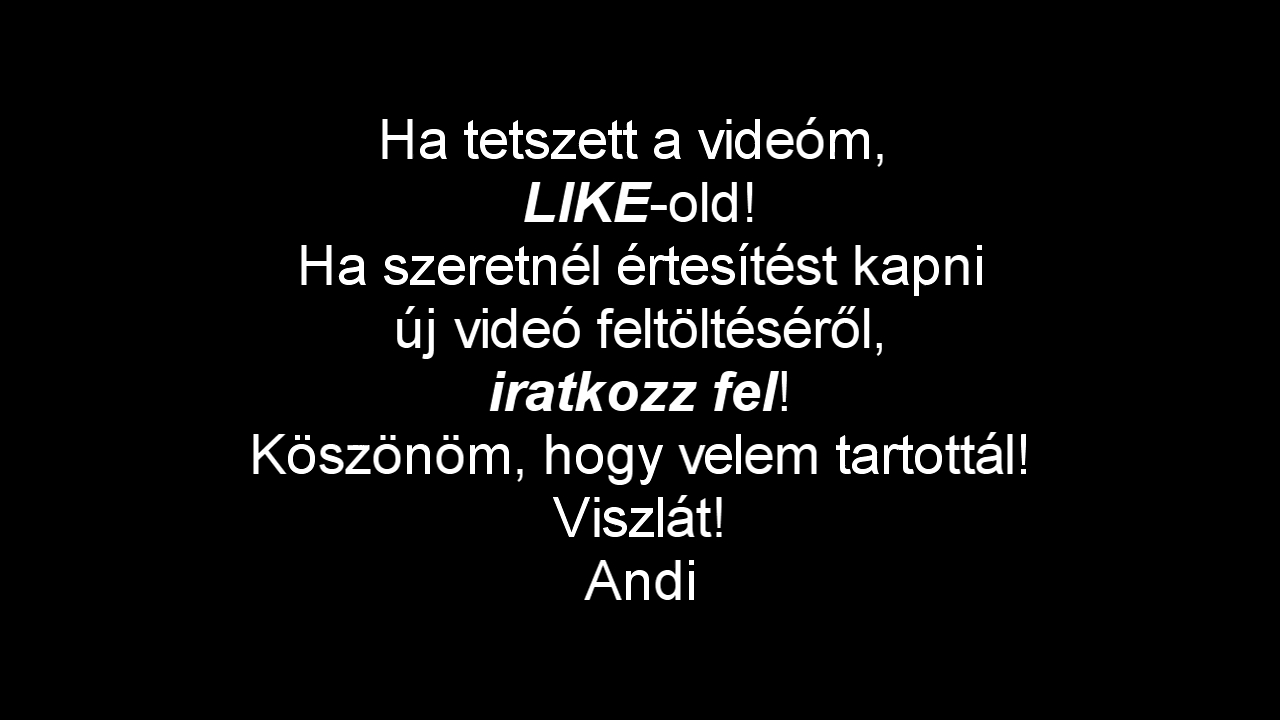 Ha tetszett a videóm,
LIKE-old!
Ha szeretnél értesítést kapni
új videó feltöltéséről,
iratkozz fel!
Köszönöm, hogy velem tartottál!
Viszlát!
Andi